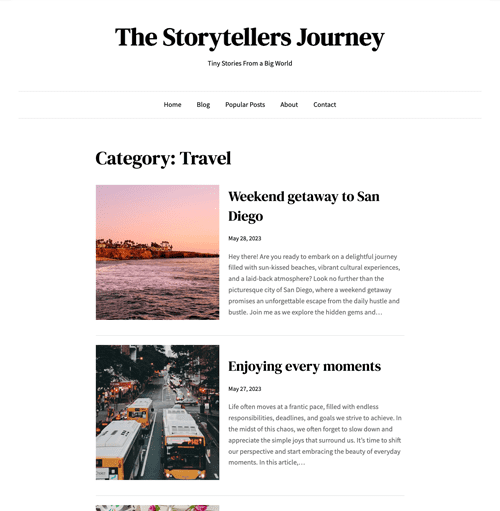 The Storytellers Journey
Tiny Stories From a Big World
Home Blog Popular Posts About Contact
Category: Travel
Weekend getaway to San
Diego
May 28, 2023
Hey there! Are you ready to embark on a delightful journey
filled with sun-kissed beaches, vibrant cultural experiences,
and a laid-back atmosphere? Look no further than the
picturesque city of San Diego, where a weekend getaway
promises an unforgettable escape from the daily hustle and
bustle. Join me as we explore the hidden gems and…
Enjoying every moments
May 27, 2023
Life often moves at a frantic pace, filled with endless
responsibilities, deadlines, and goals we strive to achieve. In
the midst of this chaos, we often forget to slow down and
appreciate the simple joys that surround us. It's time to shift
our perspective and start embracing the beauty of everyday
moments. In this article,…